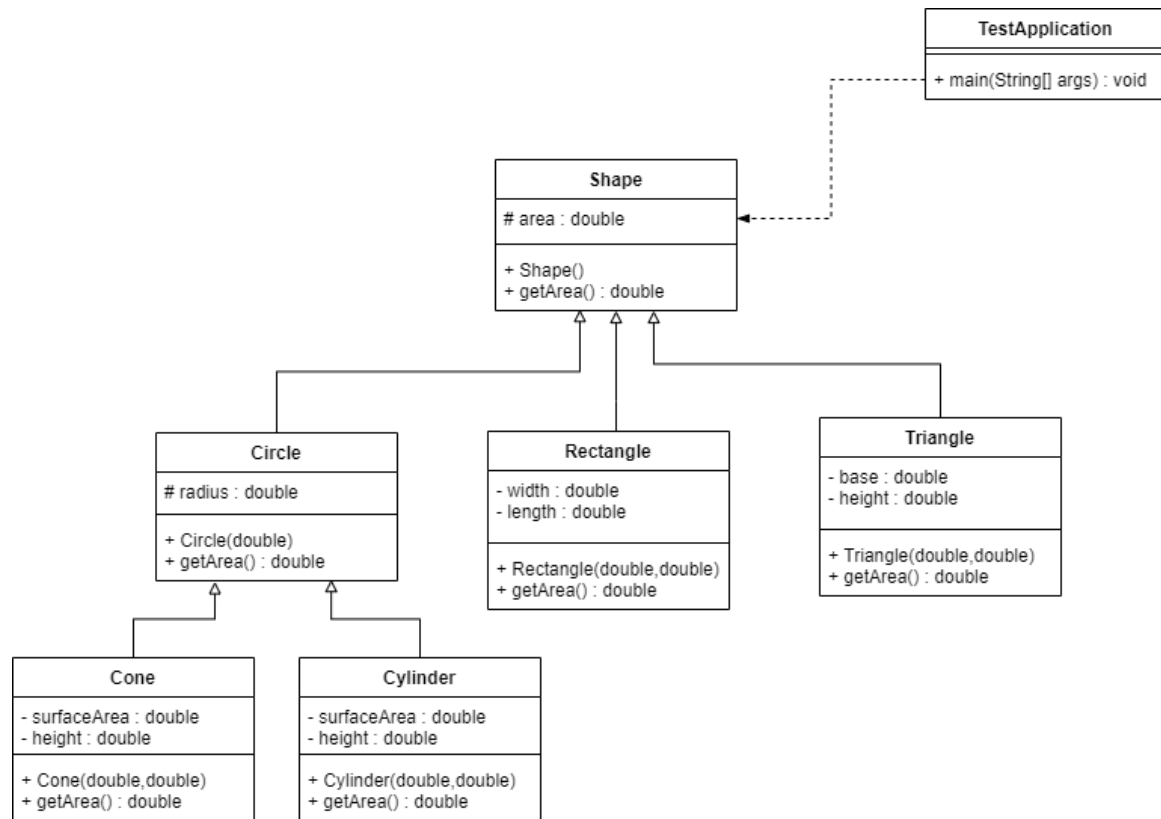 TestApplication
+ main(String[] args) : void
Shape
# area : double
+ Shape()
+ getArea() : double
Circle
# radius : double
+ Circle(double)
+ getArea() : double
Rectangle
- width : double
- length : double
+ Rectangle(double,double)
+ getArea() : double
Triangle
- base : double
- height : double
+ Triangle(double,double)
+ getArea() : double
Cone
- surfaceArea : double
- height : double
+ Cone(double,double)
+ getArea() : double
Cylinder
- surfaceArea : double
- height : double
+ Cylinder(double,double)
+ getArea() : double